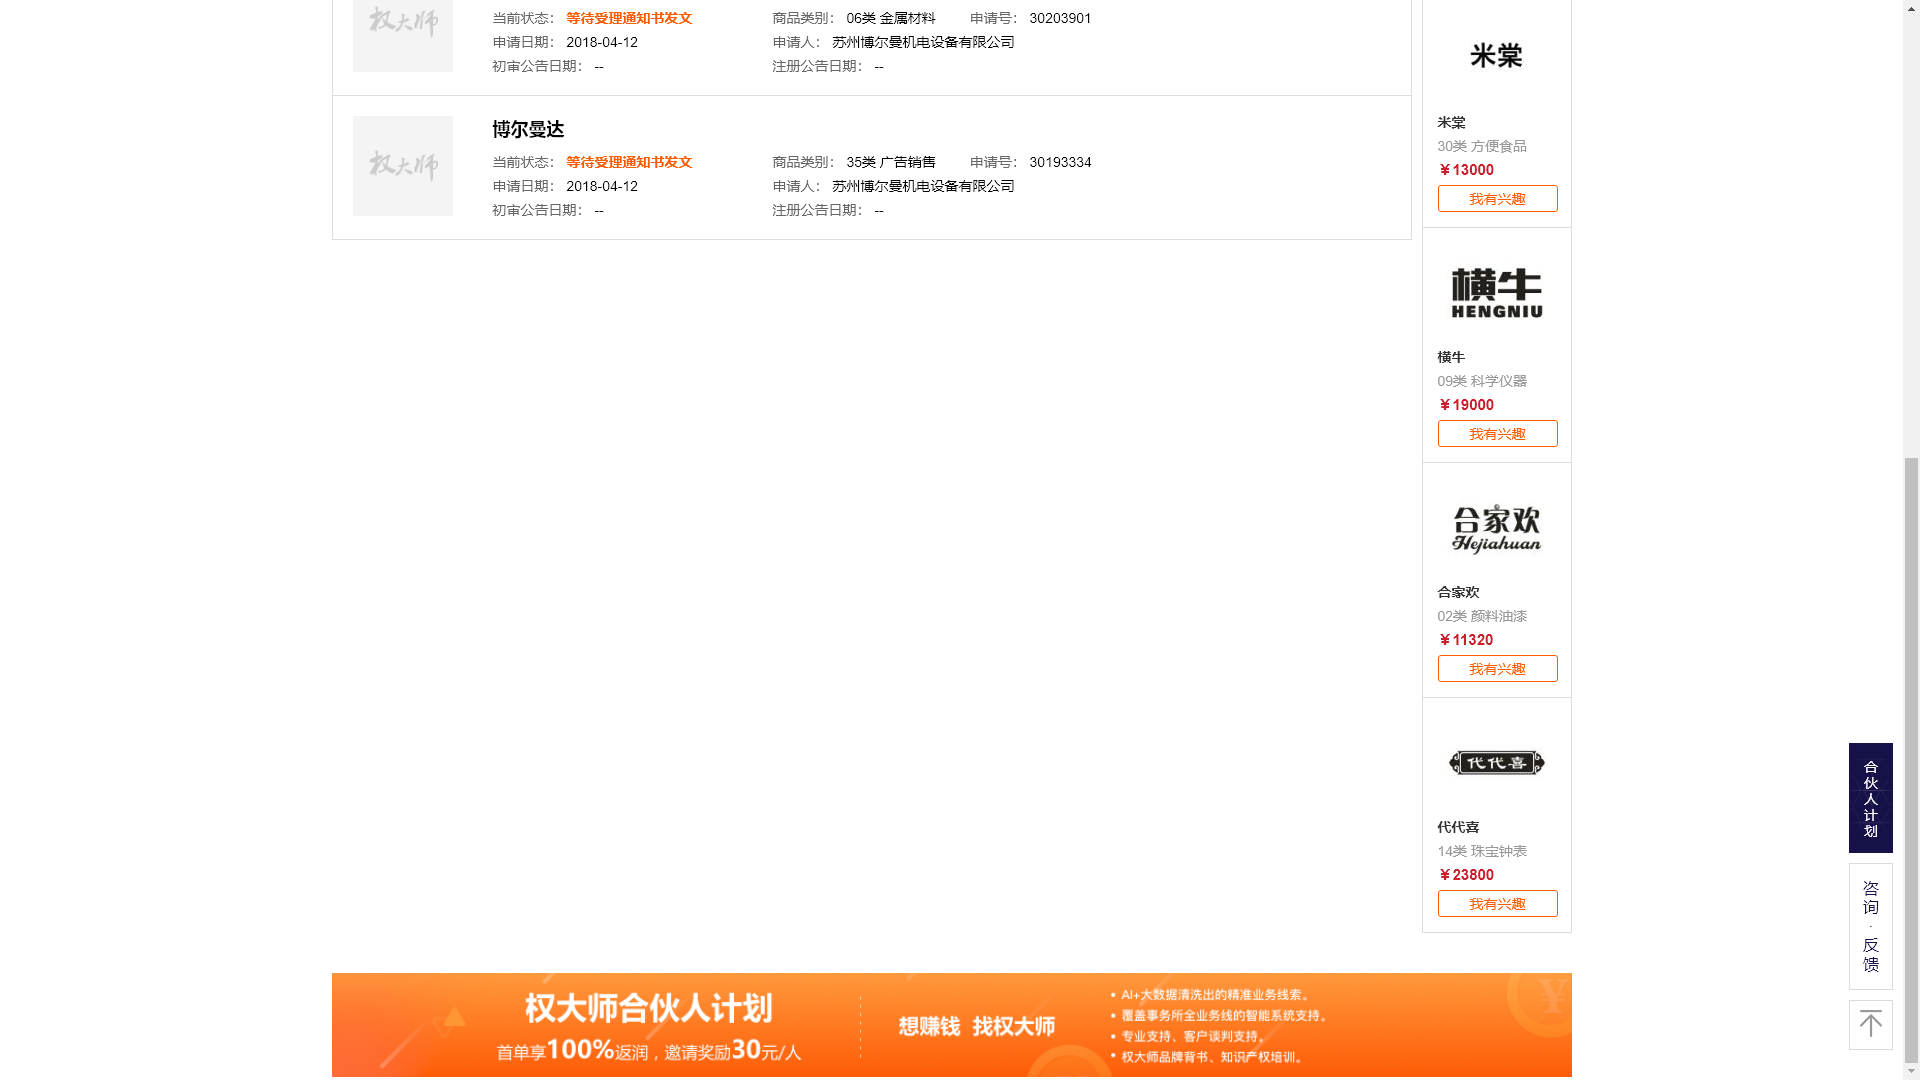 权大师
当前状态： 等待受理通知书发文 商品类别： 06类 金属材料 申请号： 30203901
申请日期： 2018-04-12 申请人： 苏州博尔曼机电设备有限公司
初审公告日期： -- 注册公告日期： --
权大师
博尔曼达
当前状态： 等待受理通知书发文 商品类别： 35类 广告销售 申请号： 30193334
申请日期： 2018-04-12 申请人： 苏州博尔曼机电设备有限公司
初审公告日期： -- 注册公告日期： --
米棠
米棠
30类 方便食品
￥13000
我有兴趣
横牛
HENGNIU
横牛
09类 科学仪器
￥19000
我有兴趣
合家欢
Hejiahuan
合家欢
02类 颜料油漆
￥11320
我有兴趣
代代喜
代代喜
14类 珠宝钟表
￥23800
我有兴趣
合伙人计划
咨询·反馈
权大师合伙人计划
首单享100%返润，邀请奖励30元/人
想赚钱 找权大师
• AI+大数据清洗出的精准业务线索。
• 覆盖事务所全业务线的智能系统支持。
• 专业支持、客户谈判支持。
• 权大师品牌背书、知识产权培训。